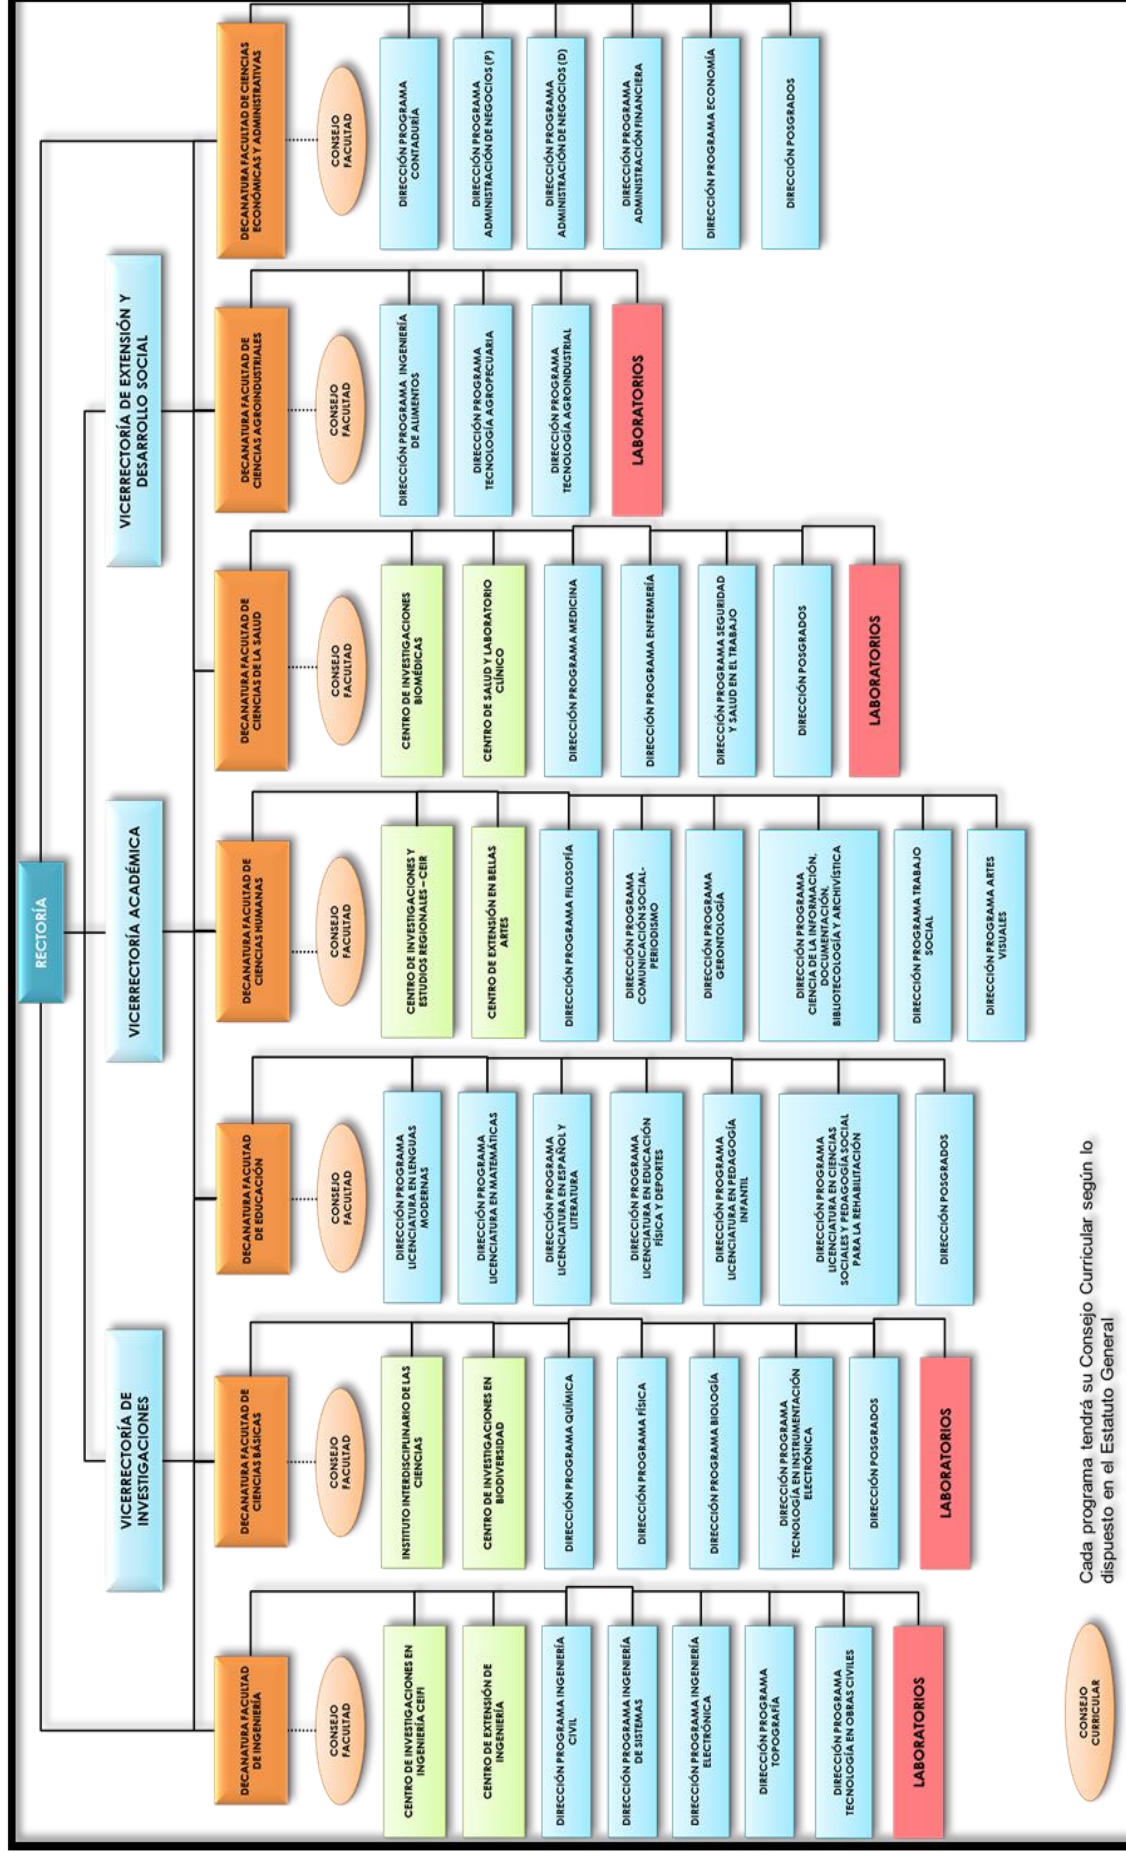 RECTORÍA
VICERRECTORÍA DE
INVESTIGACIONES
VICERRECTORÍA ACADÉMICA
VICERRECTORÍA DE EXTENSIÓN Y
DESARROLLO SOCIAL
DECANATURA FACULTAD
DE INGENIERÍA
CONSEJO
FACULTAD
CENTRO DE INVESTIGACIONES EN
INGENIERÍA CEIFI
CENTRO DE EXTENSIÓN DE
INGENIERÍA
DIRECCIÓN PROGRAMA INGENIERÍA
CIVIL
DIRECCIÓN PROGRAMA INGENIERÍA
DE SISTEMAS
DIRECCIÓN PROGRAMA INGENIERÍA
ELECTRÓNICA
DIRECCIÓN PROGRAMA
TOPOGRAFÍA
DIRECCIÓN PROGRAMA
TECNOLOGÍA EN OBRAS CIVILES
LABORATORIOS
DECANATURA FACULTAD DE
CIENCIAS BÁSICAS
CONSEJO
FACULTAD
INSTITUTO INTERDISCIPLINARIO DE LAS
CIENCIAS
CENTRO DE INVESTIGACIONES EN
BIODIVERSIDAD
DIRECCIÓN PROGRAMA QUÍMICA
DIRECCIÓN PROGRAMA FÍSICA
DIRECCIÓN PROGRAMA BIOLOGÍA
DIRECCIÓN PROGRAMA
TECNOLOGÍA EN INSTRUMENTACIÓN
ELECTRÓNICA
DIRECCIÓN POSGRADOS
LABORATORIOS
DECANATURA FACULTAD
DE EDUCACIÓN
CONSEJO
FACULTAD
DIRECCIÓN PROGRAMA
LICENCIATURA EN LENGUAS
MODERNAS
DIRECCIÓN PROGRAMA
LICENCIATURA EN MATEMÁTICAS
DIRECCIÓN PROGRAMA
LICENCIATURA EN ESPAÑOL Y
LITERATURA
DIRECCIÓN PROGRAMA
LICENCIATURA EN EDUCACIÓN
FÍSICA Y DEPORTES
DIRECCIÓN PROGRAMA
LICENCIATURA EN PEDAGOGÍA
INFANTIL
DIRECCIÓN PROGRAMA
LICENCIATURA EN CIENCIAS
SOCIALES Y PEDAGOGÍA SOCIAL
PARA LA REHABILITACIÓN
DIRECCIÓN POSGRADOS
DECANATURA FACULTAD DE
CIENCIAS HUMANAS
CONSEJO
FACULTAD
CENTRO DE INVESTIGACIONES Y
ESTUDIOS REGIONALES – CEIR
CENTRO DE EXTENSIÓN EN BELLAS
ARTES
DIRECCIÓN PROGRAMA FILOSOFÍA
DIRECCIÓN PROGRAMA
COMUNICACIÓN SOCIAL-
PERIODISMO
DIRECCIÓN PROGRAMA
GERONTOLOGÍA
DIRECCIÓN PROGRAMA
CIENCIA DE LA INFORMACIÓN,
DOCUMENTACIÓN,
BIBLIOTECOLOGÍA Y ARCHIVÍSTICA
DIRECCIÓN PROGRAMA TRABAJO
SOCIAL
DIRECCIÓN PROGRAMA ARTES
VISUALES
DECANATURA FACULTAD DE
CIENCIAS DE LA SALUD
CONSEJO
FACULTAD
CENTRO DE INVESTIGACIONES
BIOMÉDICAS
CENTRO DE SALUD Y LABORATORIO
CLÍNICO
DIRECCIÓN PROGRAMA MEDICINA
DIRECCIÓN PROGRAMA ENFERMERÍA
DIRECCIÓN PROGRAMA SEGURIDAD
Y SALUD EN EL TRABAJO
DIRECCIÓN POSGRADOS
LABORATORIOS
DECANATURA FACULTAD DE
CIENCIAS AGROINDUSTRIALES
CONSEJO
FACULTAD
DIRECCIÓN PROGRAMA INGENIERÍA
DE ALIMENTOS
DIRECCIÓN PROGRAMA
TECNOLOGÍA AGROPECUARIA
DIRECCIÓN PROGRAMA
TECNOLOGÍA AGROINDUSTRIAL
LABORATORIOS
DECANATURA FACULTAD DE CIENCIAS
ECONÓMICAS Y ADMINISTRATIVAS
CONSEJO
FACULTAD
DIRECCIÓN PROGRAMA
CONTADURÍA
DIRECCIÓN PROGRAMA
ADMINISTRACIÓN DE NEGOCIOS (P)
DIRECCIÓN PROGRAMA
ADMINISTRACIÓN DE NEGOCIOS (D)
DIRECCIÓN PROGRAMA
ADMINISTRACIÓN FINANCIERA
DIRECCIÓN PROGRAMA ECONOMÍA
DIRECCIÓN POSGRADOS
CONSEJO
CURRICULAR
Cada programa tendrá su Consejo Curricular según lo
dispuesto en el Estatuto General